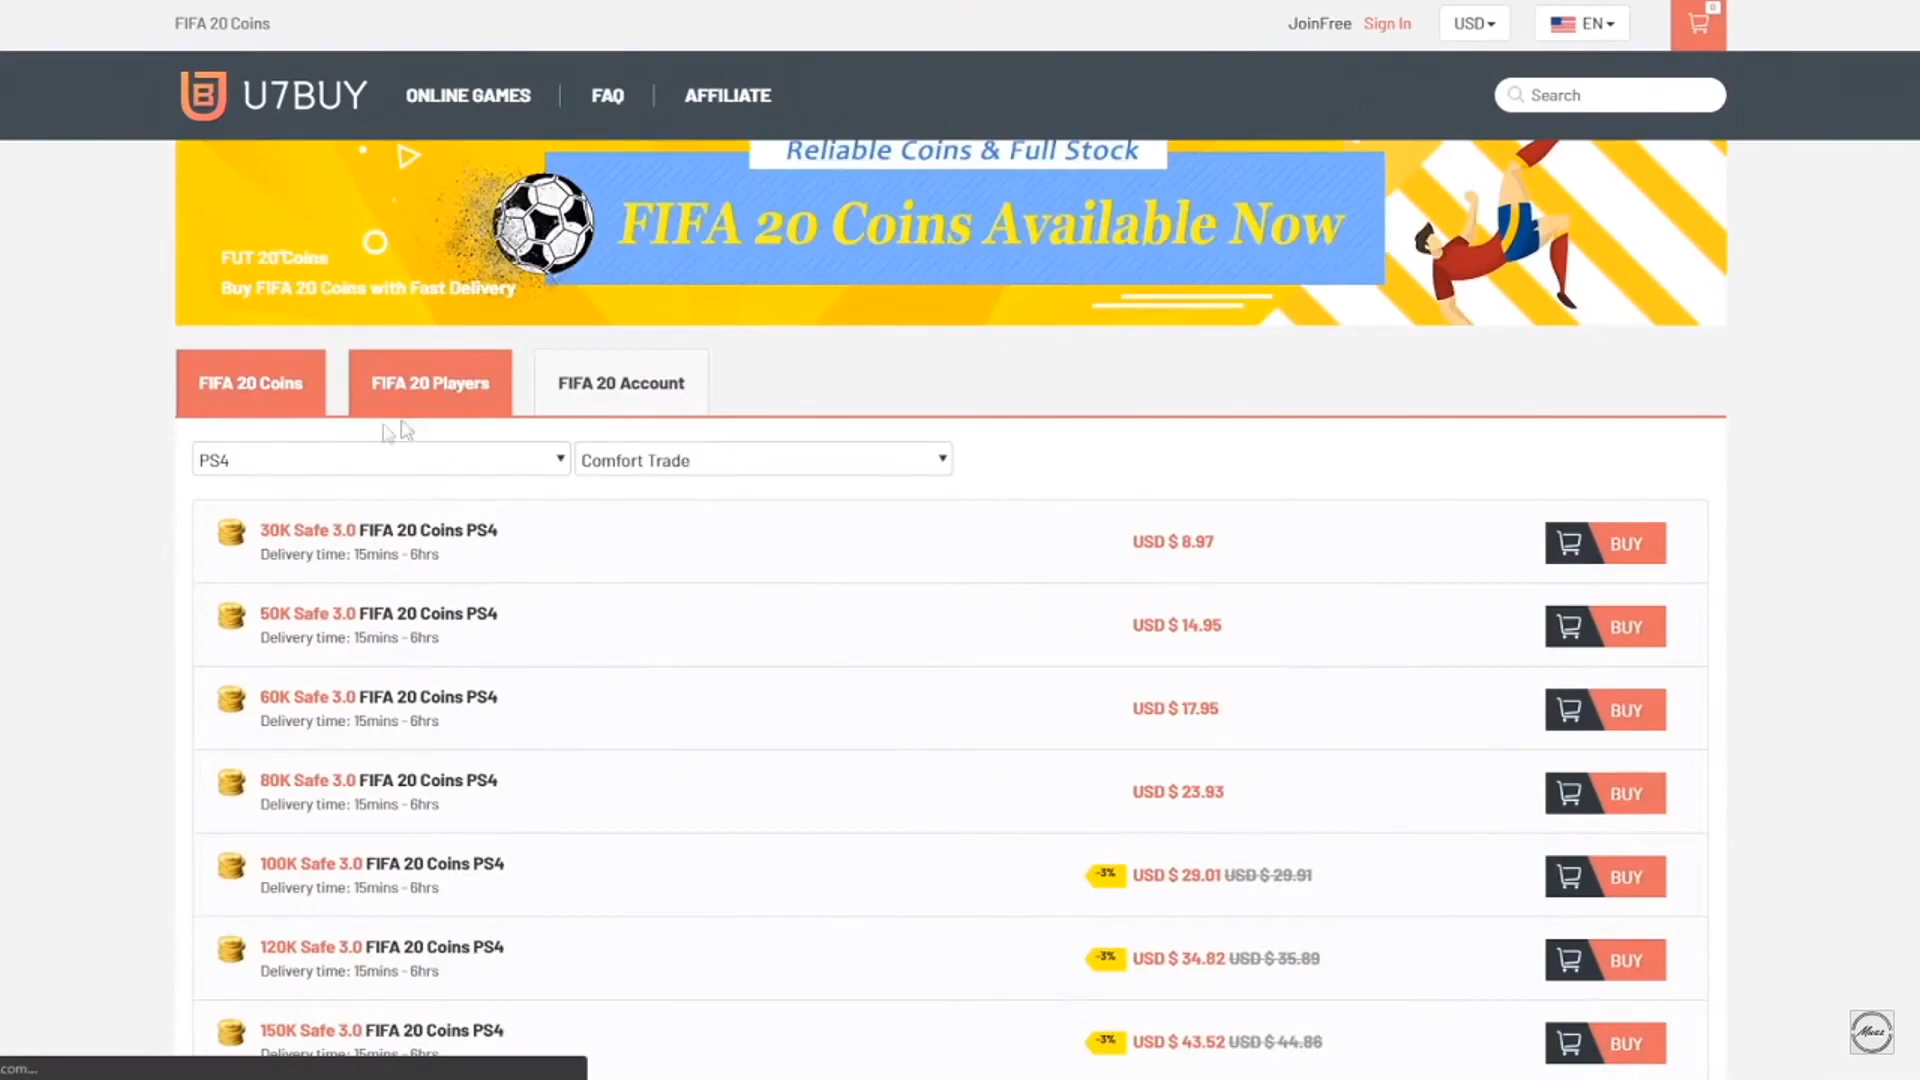 FIFA 20 Coins
JoinFree Sign In USD EN 0
U7BUY ONLINE GAMES FAQ AFFILIATE Search
Reliable Coins & Full Stock
FIFA 20 Coins Available Now
FUT 20 Coins
Buy FIFA 20 Coins with Fast Delivery
FIFA 20 Coins FIFA 20 Players FIFA 20 Account
PS4 Comfort Trade
30K Safe 3.0 FIFA 20 Coins PS4
Delivery time: 15mins - 6hrs
USD $ 8.97
BUY
50K Safe 3.0 FIFA 20 Coins PS4
Delivery time: 15mins - 6hrs
USD $ 14.95
BUY
60K Safe 3.0 FIFA 20 Coins PS4
Delivery time: 15mins - 6hrs
USD $ 17.95
BUY
80K Safe 3.0 FIFA 20 Coins PS4
Delivery time: 15mins - 6hrs
USD $ 23.93
BUY
100K Safe 3.0 FIFA 20 Coins PS4
Delivery time: 15mins - 6hrs
-3% USD $ 29.01 USD $ 29.91
BUY
120K Safe 3.0 FIFA 20 Coins PS4
Delivery time: 15mins - 6hrs
-3% USD $ 34.82 USD $ 35.89
BUY
150K Safe 3.0 FIFA 20 Coins PS4
Delivery time: 15mins - 6hrs
-3% USD $ 43.52 USD $ 44.86
BUY
.com...